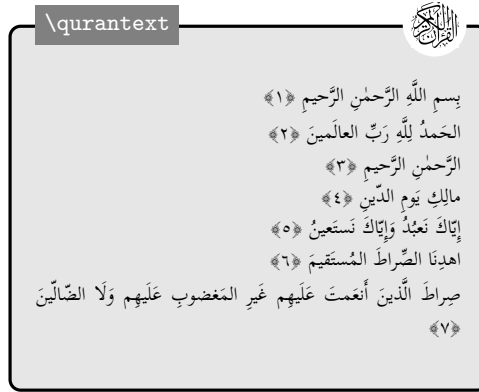 \qurantext
القرآن الكريم
بِسمِ اللَّهِ الرَّحمٰنِ الرَّحيمِ ﴿١﴾
الحَمدُ لِلَّهِ رَبِّ العالَمينَ ﴿٢﴾
الرَّحمٰنِ الرَّحيمِ ﴿٣﴾
مالِكِ يَومِ الدّينِ ﴿٤﴾
إِيّاكَ نَعبُدُ وَإِيّاكَ نَستَعينُ ﴿٥﴾
اهدِنَا الصِّراطَ المُستَقيمَ ﴿٦﴾
صِراطَ الَّذينَ أَنعَمتَ عَلَيهِم غَيرِ المَغضوبِ عَلَيهِم وَلَا الضّالّينَ
﴿٧﴾